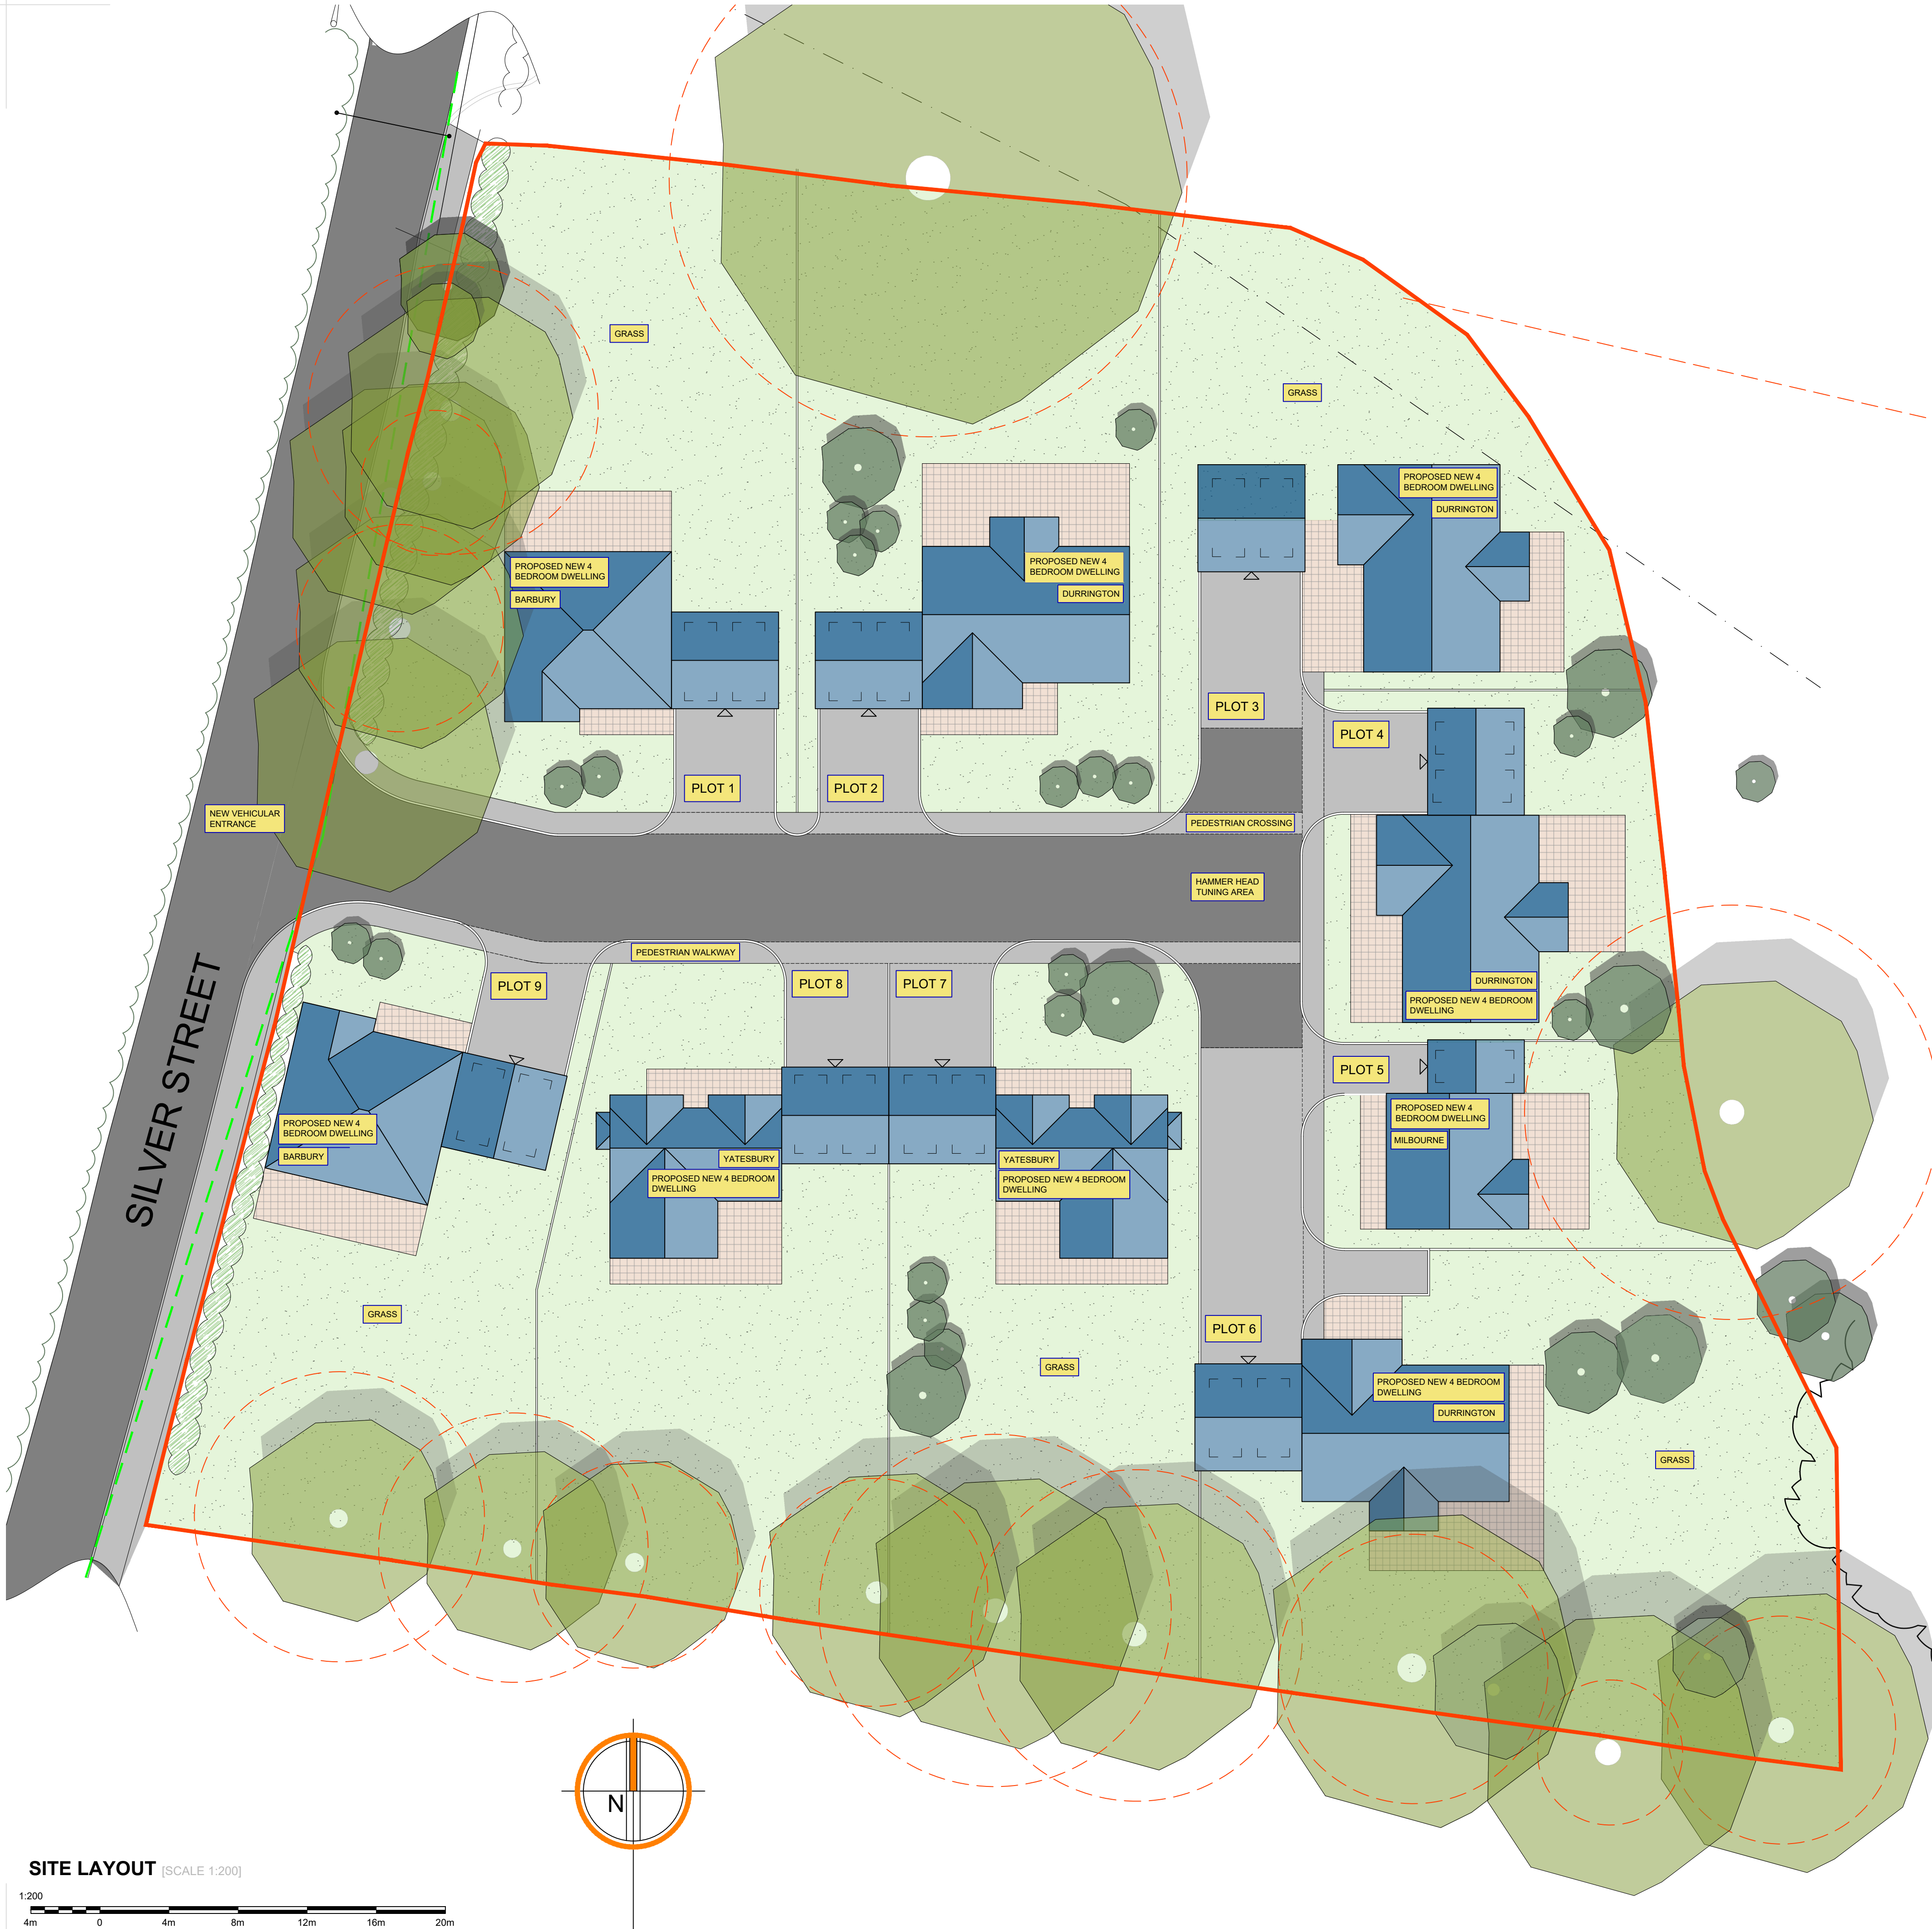 GRASS
GRASS
PROPOSED NEW 4
BEDROOM DWELLING
DURRINGTON
PROPOSED NEW 4
BEDROOM DWELLING
BARBURY
PROPOSED NEW 4
BEDROOM DWELLING
DURRINGTON
PLOT 3
PLOT 4
PLOT 1
PLOT 2
NEW VEHICULAR
ENTRANCE
PEDESTRIAN CROSSING
HAMMER HEAD
TUNING AREA
PEDESTRIAN WALKWAY
PLOT 9
PLOT 8
PLOT 7
DURRINGTON
PROPOSED NEW 4 BEDROOM
DWELLING
SILVER STREET
PLOT 5
PROPOSED NEW 4
BEDROOM DWELLING
BARBURY
YATESBURY
PROPOSED NEW 4 BEDROOM
DWELLING
YATESBURY
PROPOSED NEW 4 BEDROOM
DWELLING
PROPOSED NEW 4
BEDROOM DWELLING
MILBOURNE
GRASS
PLOT 6
GRASS
PROPOSED NEW 4 BEDROOM
DWELLING
DURRINGTON
GRASS
N
SITE LAYOUT [SCALE 1:200]
1:200
4m 0 4m 8m 12m 16m 20m